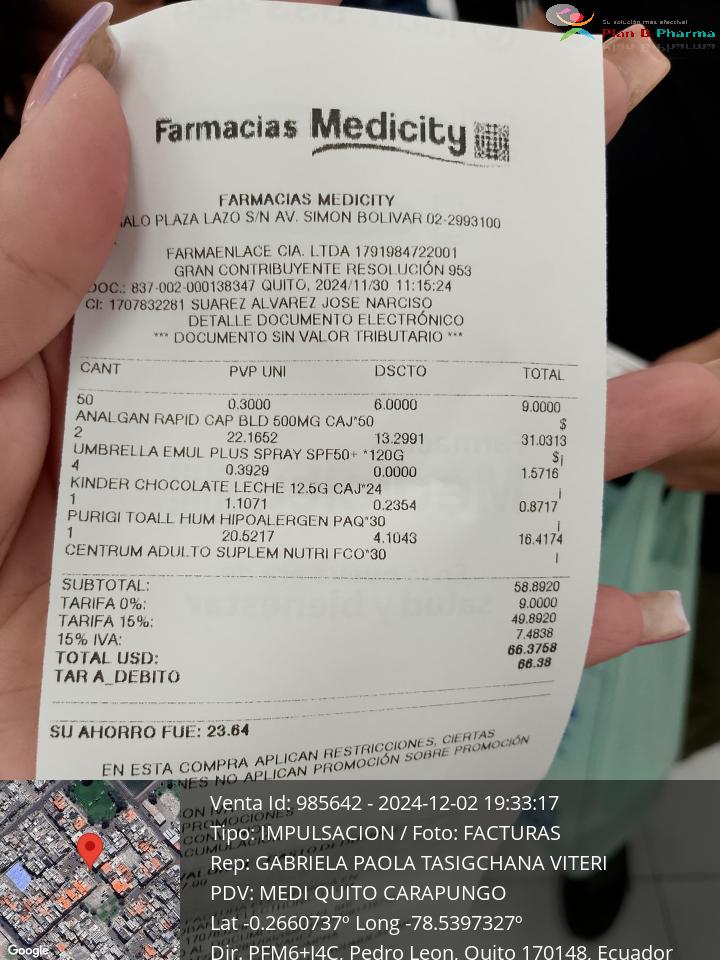 Su solución más efectiva!
Plan B Pharma
Farmacias Medicity
FARMACIAS MEDICITY
ALO PLAZA LAZO S/N AV. SIMON BOLIVAR 02-2993100
FARMAENLACE CIA. LTDA 1791984722001
GRAN CONTRIBUYENTE RESOLUCIÓN 953
DOC.: 837-002-000138347 QUITO, 2024/11/30 11:15:24
CI: 1707832281 SUAREZ ALVAREZ JOSE NARCISO
DETALLE DOCUMENTO ELECTRÓNICO
*** DOCUMENTO SIN VALOR TRIBUTARIO ***
CANT PVP UNI DSCTO TOTAL
50 0.3000 6.0000 9.0000
ANALGAN RAPID CAP BLD 500MG CAJ*50 $
2 22.1652 13.2991 31.0313
UMBRELLA EMUL PLUS SPRAY SPF50+ *120G $¡
4 0.3929 0.0000 1.5716
KINDER CHOCOLATE LECHE 12.5G CAJ*24 ¡
1 1.1071 0.2354 0.8717
PURIGI TOALL HUM HIPOALERGEN PAQ*30 ¡
1 20.5217 4.1043 16.4174
CENTRUM ADULTO SUPLEM NUTRI FCO*30 ¡
SUBTOTAL: 58.8920
TARIFA 0%: 9.0000
TARIFA 15%: 49.8920
15% IVA: 7.4838
TOTAL USD: 66.3758
TAR A_DEBITO 66.38
SU AHORRO FUE: 23.64
EN ESTA COMPRA APLICAN RESTRICCIONES, CIERTAS
NES NO APLICAN PROMOCIÓN SOBRE PROMOCIÓN
Venta Id: 985642 - 2024-12-02 19:33:17
Tipo: IMPULSACION / Foto: FACTURAS
Rep: GABRIELA PAOLA TASIGCHANA VITERI
PDV: MEDI QUITO CARAPUNGO
Lat -0.2660737º Long -78.5397327º
Dir. PFM6+J4C, Pedro Leon, Quito 170148, Ecuador
Google